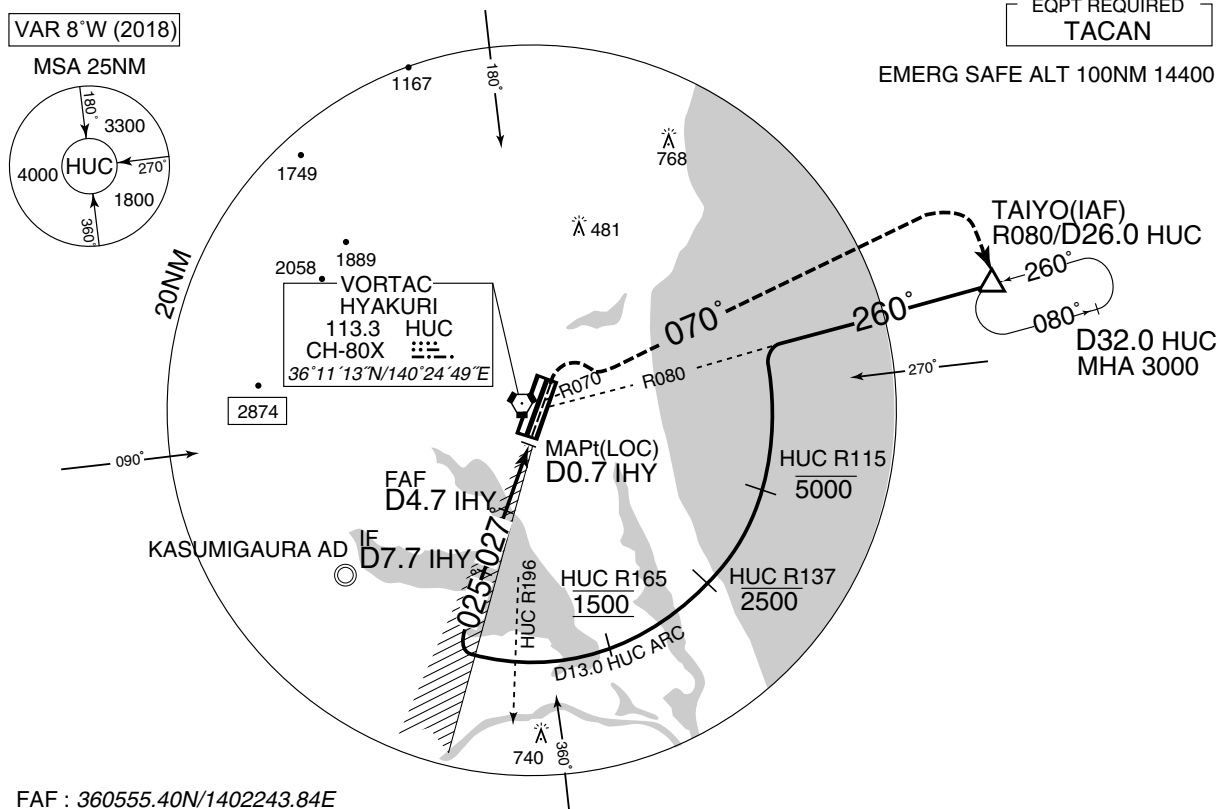 VAR 8°W (2018)
MSA 25NM
180°
3300
HUC
4000
270°
1800
360°
EQPT REQUIRED
TACAN
EMERG SAFE ALT 100NM 14400
180°
1167
1749
768
481
1889
2058
20NM
VORTAC
HYAKURI
113.3 HUC
CH-80X
36°11´13˝N/140°24´49˝E
2874
TAIYO(IAF)
R080/D26.0 HUC
260°
080°
D32.0 HUC
MHA 3000
070°
260°
R070
R080
270°
090°
MAPt(LOC)
D0.7 IHY
FAF
D4.7 IHY
IF
D7.7 IHY
KASUMIGAURA AD
025°
027°
HUC R196
HUC R115
5000
HUC R137
2500
HUC R165
1500
D13.0 HUC ARC
740
360°
FAF : 360555.40N/1402243.84E